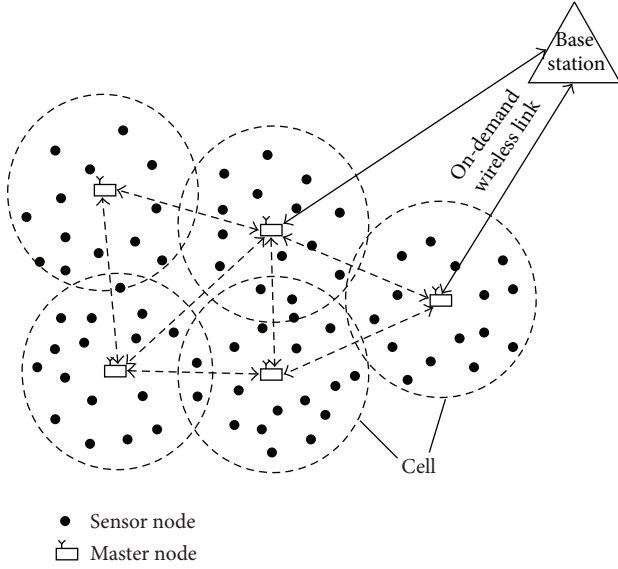 Base
station
On-demand
wireless link
Cell
Sensor node
Master node